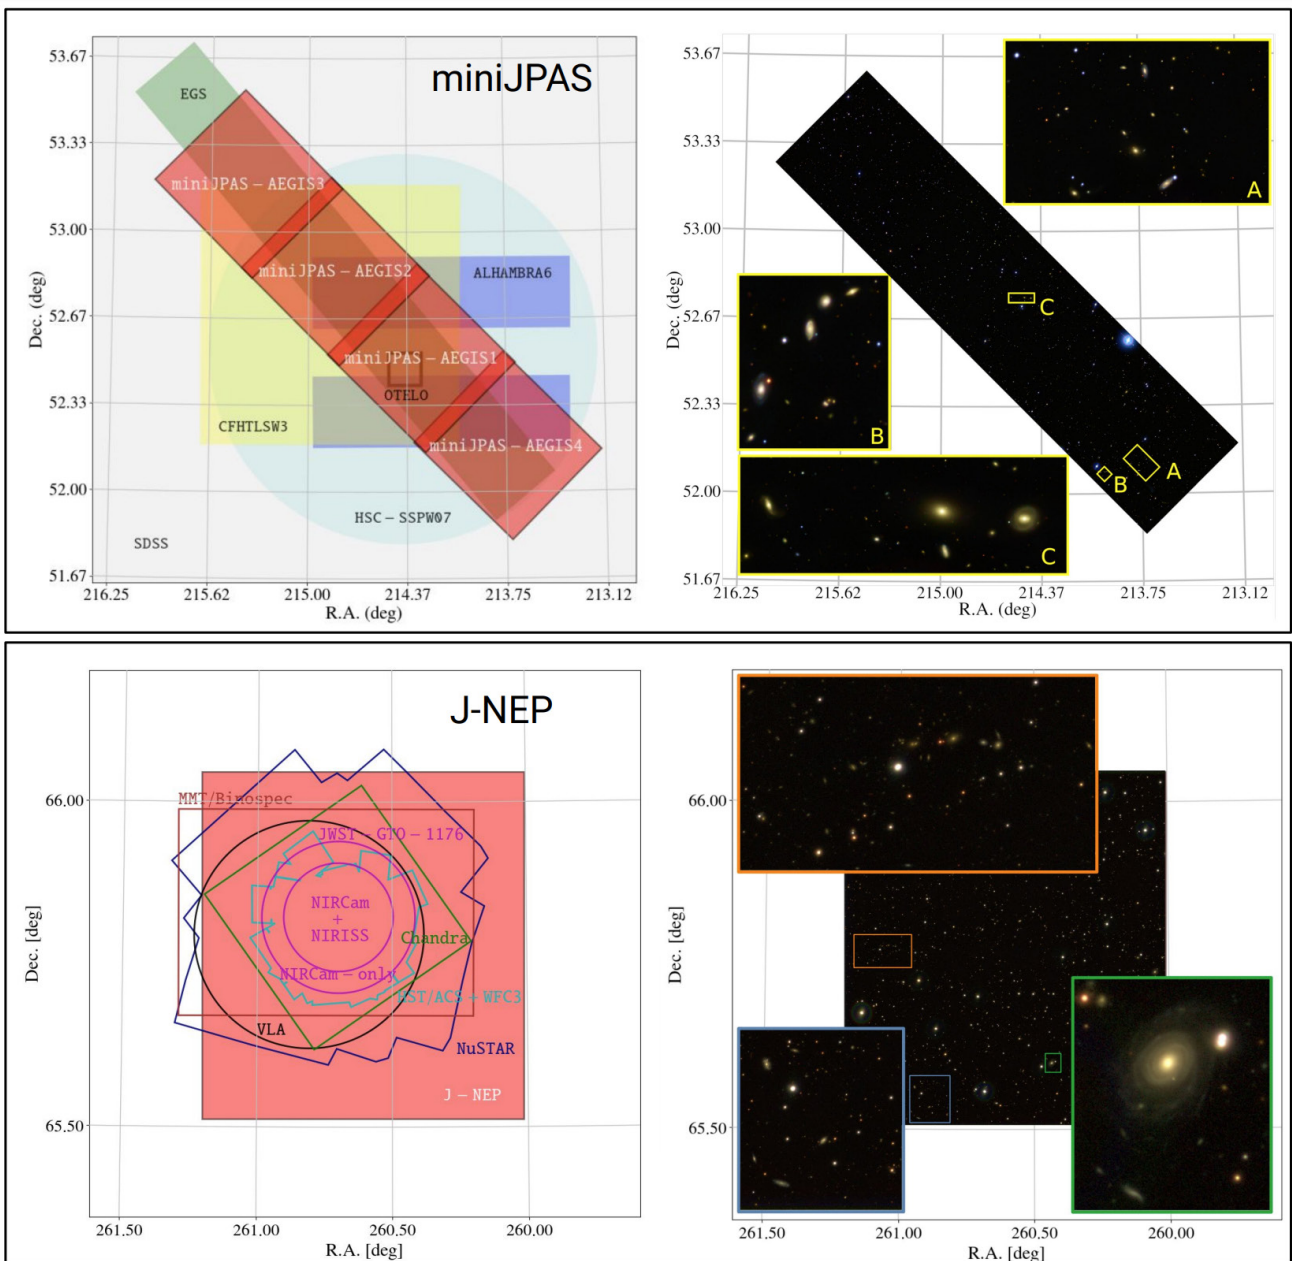 miniJPAS
53.67
53.33
53.00
52.67
52.33
52.00
51.67
Dec. (deg)
EGS
miniJPAS – AEGIS3
miniJPAS – AEGIS2
ALHAMBRA6
miniJPAS – AEGIS1
OTELO
CFHTLSW3
miniJPAS – AEGIS4
HSC – SSPW07
SDSS
216.25 215.62 215.00 214.37 213.75 213.12
R.A. (deg)
53.67
53.33
53.00
52.67
52.33
52.00
51.67
Dec. (deg)
A
C
B
A
B
C
216.25 215.62 215.00 214.37 213.75 213.12
R.A. (deg)
J-NEP
66.00
65.50
Dec. [deg]
MMT/Binospec
JWST – GTO – 1176
NIRCam
+
NIRISS
Chandra
NIRCam – only
HST/ACS + WFC3
VLA
NuSTAR
J – NEP
261.50 261.00 260.50 260.00
R.A. [deg]
66.00
65.50
Dec. [deg]
261.50 261.00 260.50 260.00
R.A. [deg]